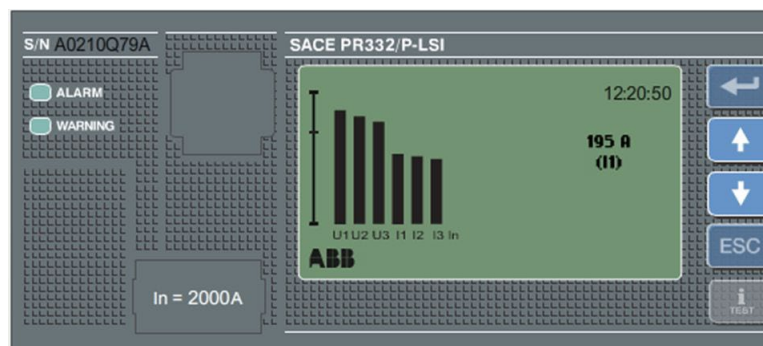 S/N A0210Q79A
SACE PR332/P-LSI
ALARM
WARNING
12:20:50
195 A
(I1)
U1 U2 U3 I1 I2 I3 In
ABB
In = 2000A
ESC
i
TEST